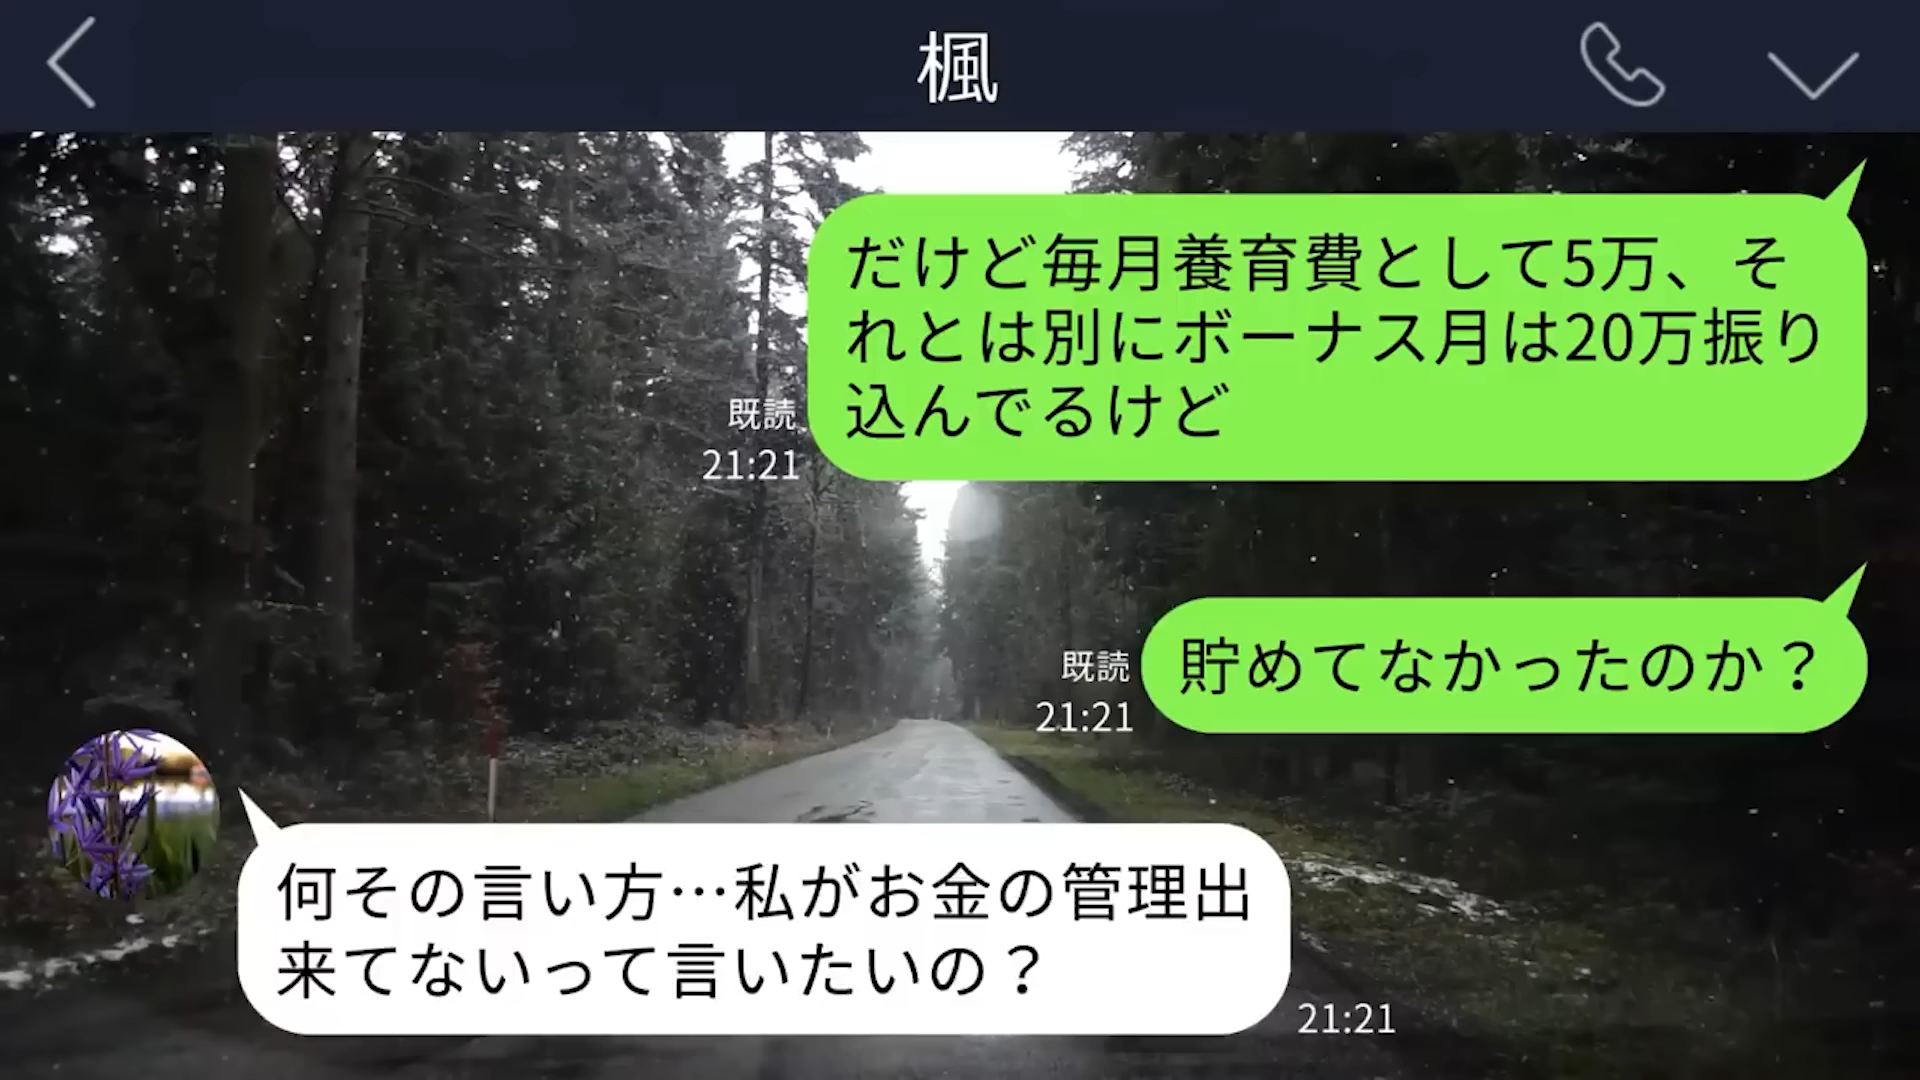 楓
だけど毎月養育費として5万、そ
れとは別にボーナス月は20万振り
込んでるけど
既読
21:21
貯めてなかったのか？
既読
21:21
何その言い方…私がお金の管理出
来てないって言いたいの？
21:21